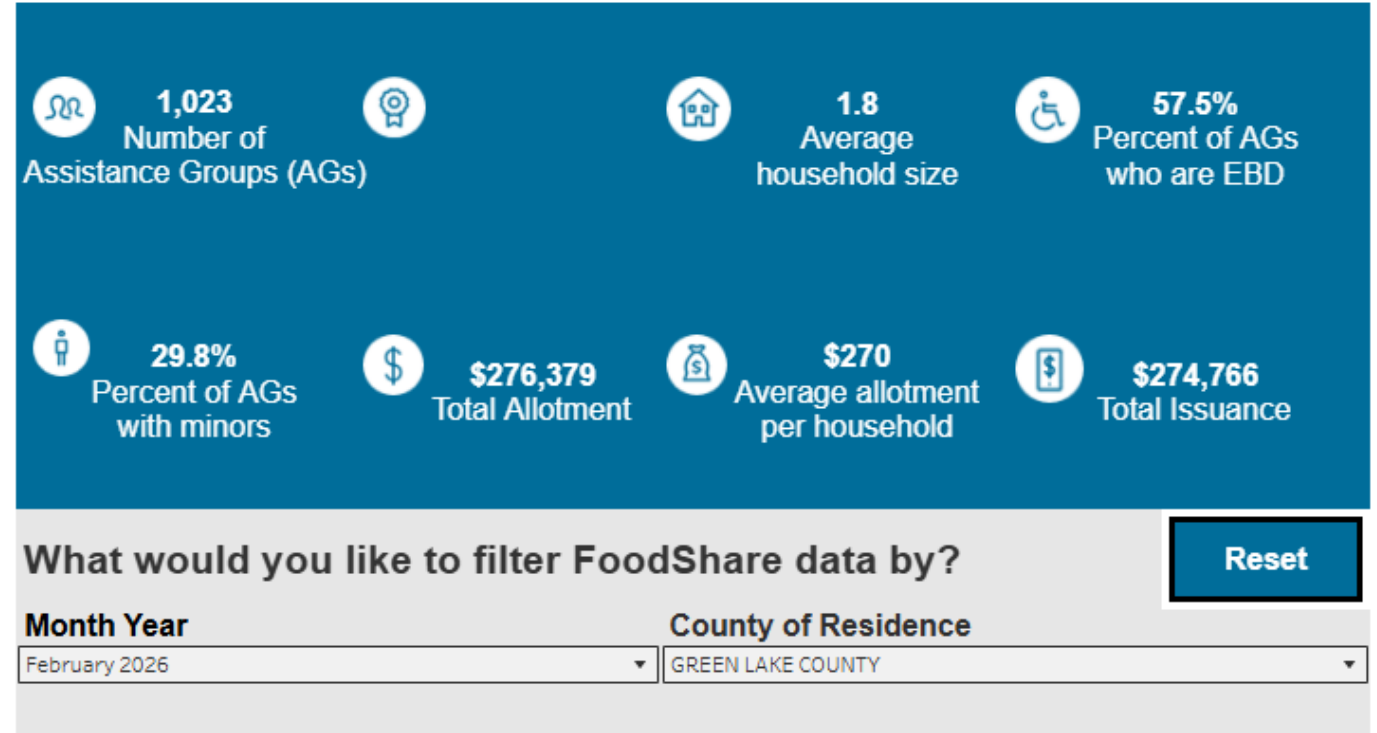 1,023
Number of
Assistance Groups (AGs)
1.8
Average
household size
57.5%
Percent of AGs
who are EBD
29.8%
Percent of AGs
with minors
$276,379
Total Allotment
$270
Average allotment
per household
$274,766
Total Issuance
What would you like to filter FoodShare data by?
Reset
Month Year
County of Residence
February 2026
GREEN LAKE COUNTY